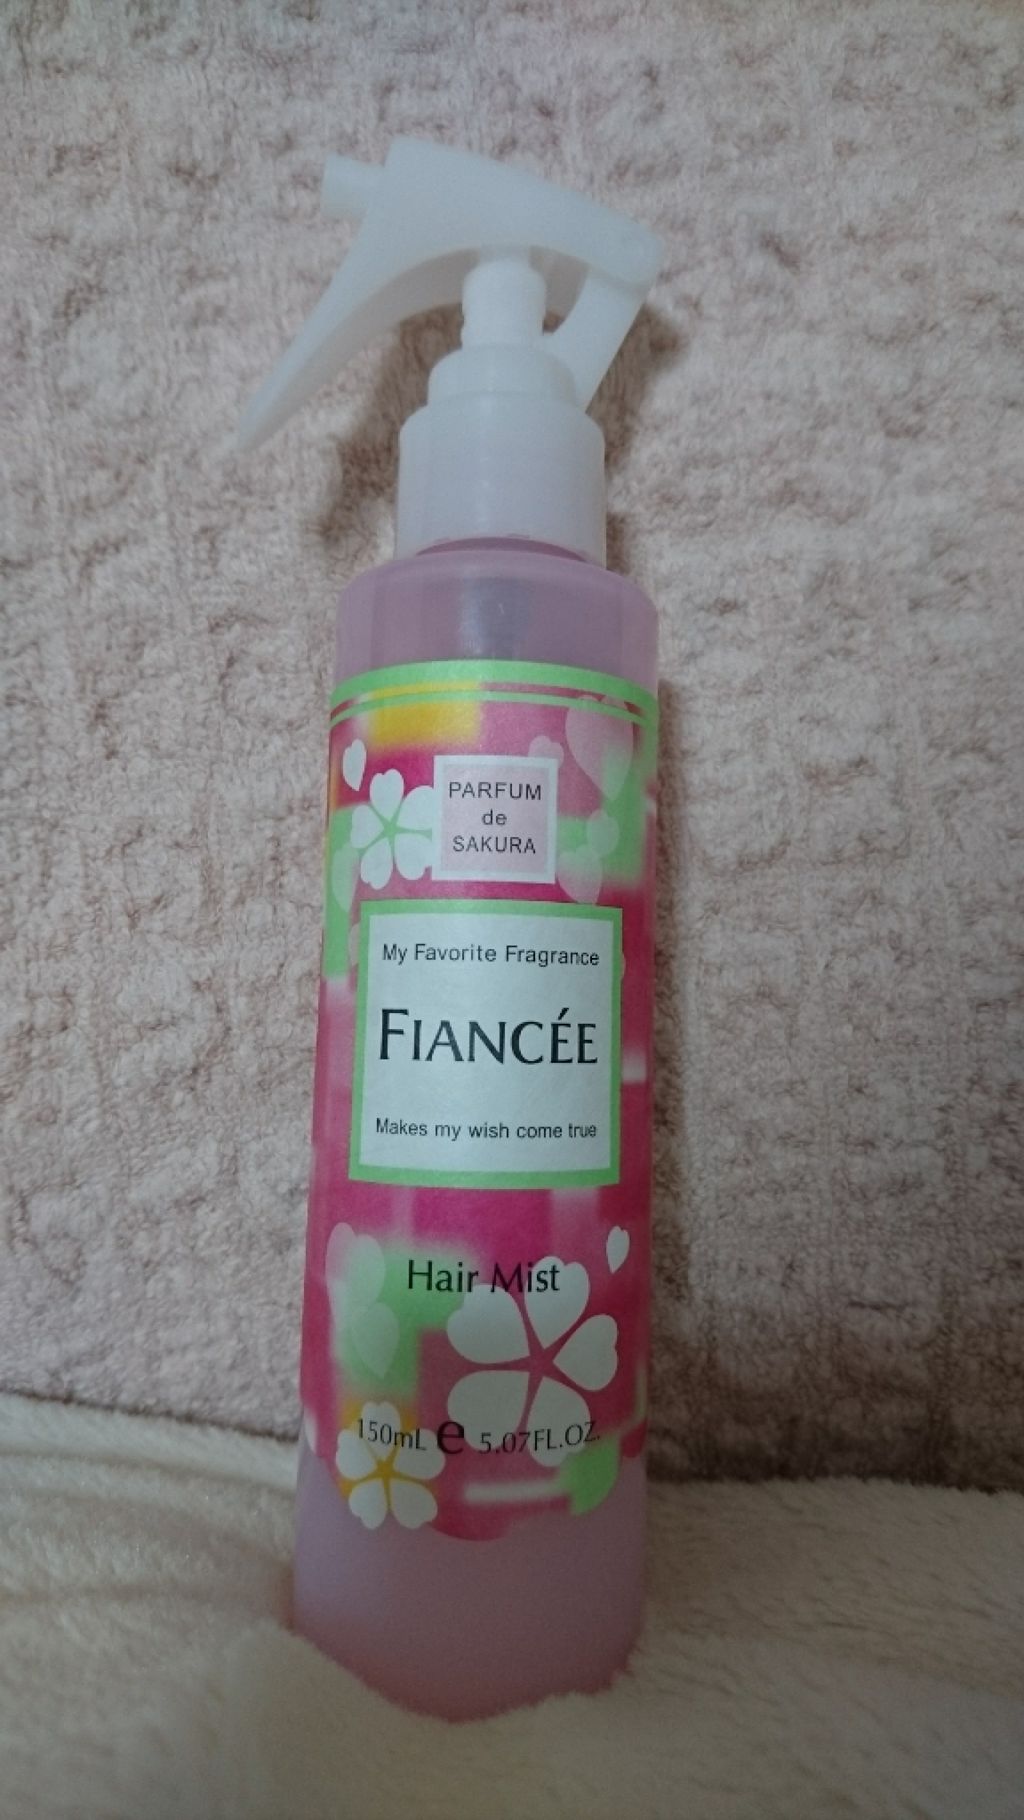 PARFUM
de
SAKURA
My Favorite Fragrance
FIANCÉE
Makes my wish come true
Hair Mist
150mL e 5.07FL.OZ.